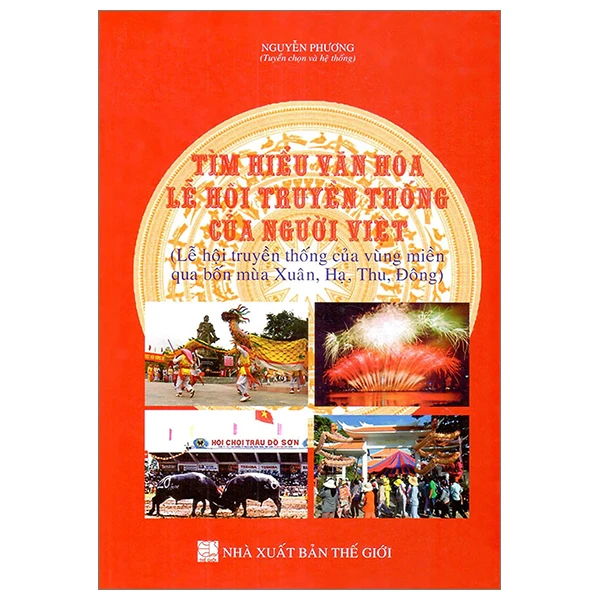 NGUYỄN PHƯƠNG
(Tuyển chọn và hệ thống)
TÌM HIỂU VĂN HÓA
LỄ HỘI TRUYỀN THỐNG
CỦA NGƯỜI VIỆT
(Lễ hội truyền thống của vùng miền
qua bốn mùa Xuân, Hạ, Thu, Đông)
HỘI CHỌI TRÂU ĐỒ SƠN
NHÀ XUẤT BẢN THẾ GIỚI